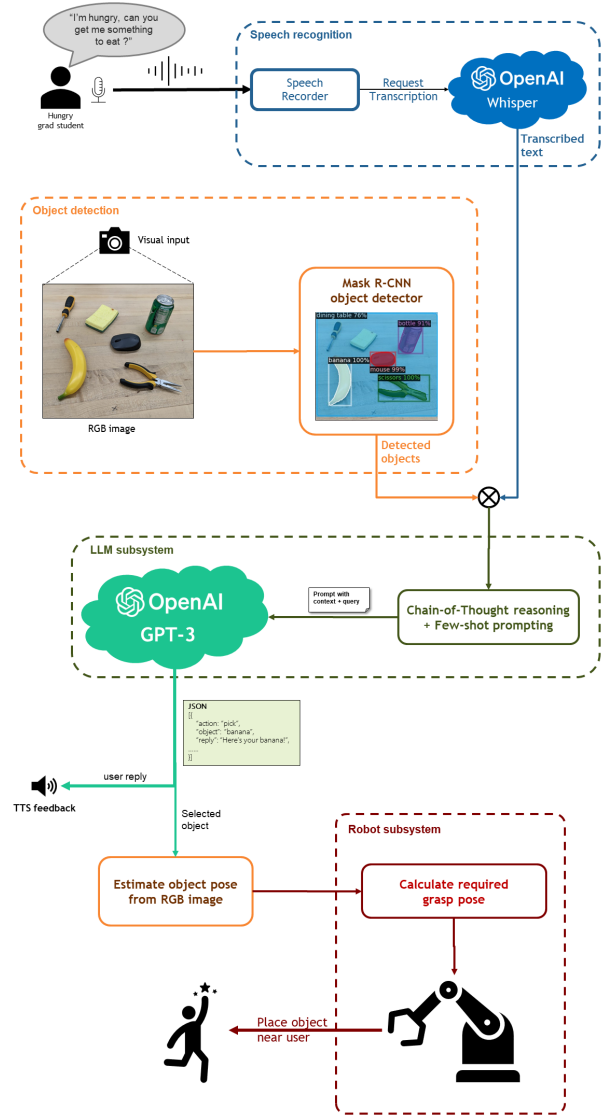 "I'm hungry, can you
get me something
to eat ?"
Hungry
grad student
Speech recognition
Speech
Recorder
Request
Transcription
OpenAI
Whisper
Transcribed
text
Object detection
Visual input
RGB image
Mask R-CNN
object detector
dining table 76%
bottle 91%
banana 100%
mouse 99%
scissors 100%
Detected
objects
LLM subsystem
OpenAI
GPT-3
Prompt with
context + query
Chain-of-Thought reasoning
+ Few-shot prompting
JSON
[{
"action: "pick",
"object": "banana",
"reply": "Here's your banana!",
.....
}]
user reply
TTS feedback
Selected
object
Estimate object pose
from RGB image
Robot subsystem
Calculate required
grasp pose
Place object
near user